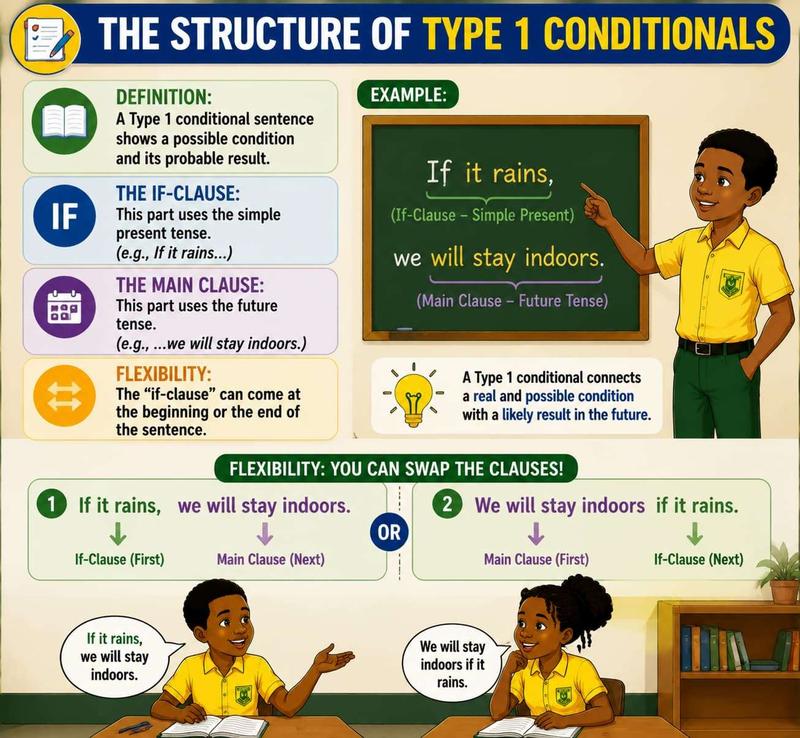 THE STRUCTURE OF TYPE 1 CONDITIONALS
DEFINITION:
A Type 1 conditional sentence
shows a possible condition
and its probable result.
IF
THE IF-CLAUSE:
This part uses the simple
present tense.
(e.g., If it rains...)
THE MAIN CLAUSE:
This part uses the future
tense.
(e.g., ...we will stay indoors.)
FLEXIBILITY:
The “if-clause” can come at
the beginning or the end of
the sentence.
EXAMPLE:
If it rains,
(If-Clause – Simple Present)
we will stay indoors.
(Main Clause – Future Tense)
A Type 1 conditional connects
a real and possible condition
with a likely result in the future.
FLEXIBILITY: YOU CAN SWAP THE CLAUSES!
1 If it rains, we will stay indoors.
If-Clause (First) Main Clause (Next)
OR
2 We will stay indoors if it rains.
Main Clause (First) If-Clause (Next)
If it rains,
we will stay
indoors.
We will stay
indoors if it
rains.